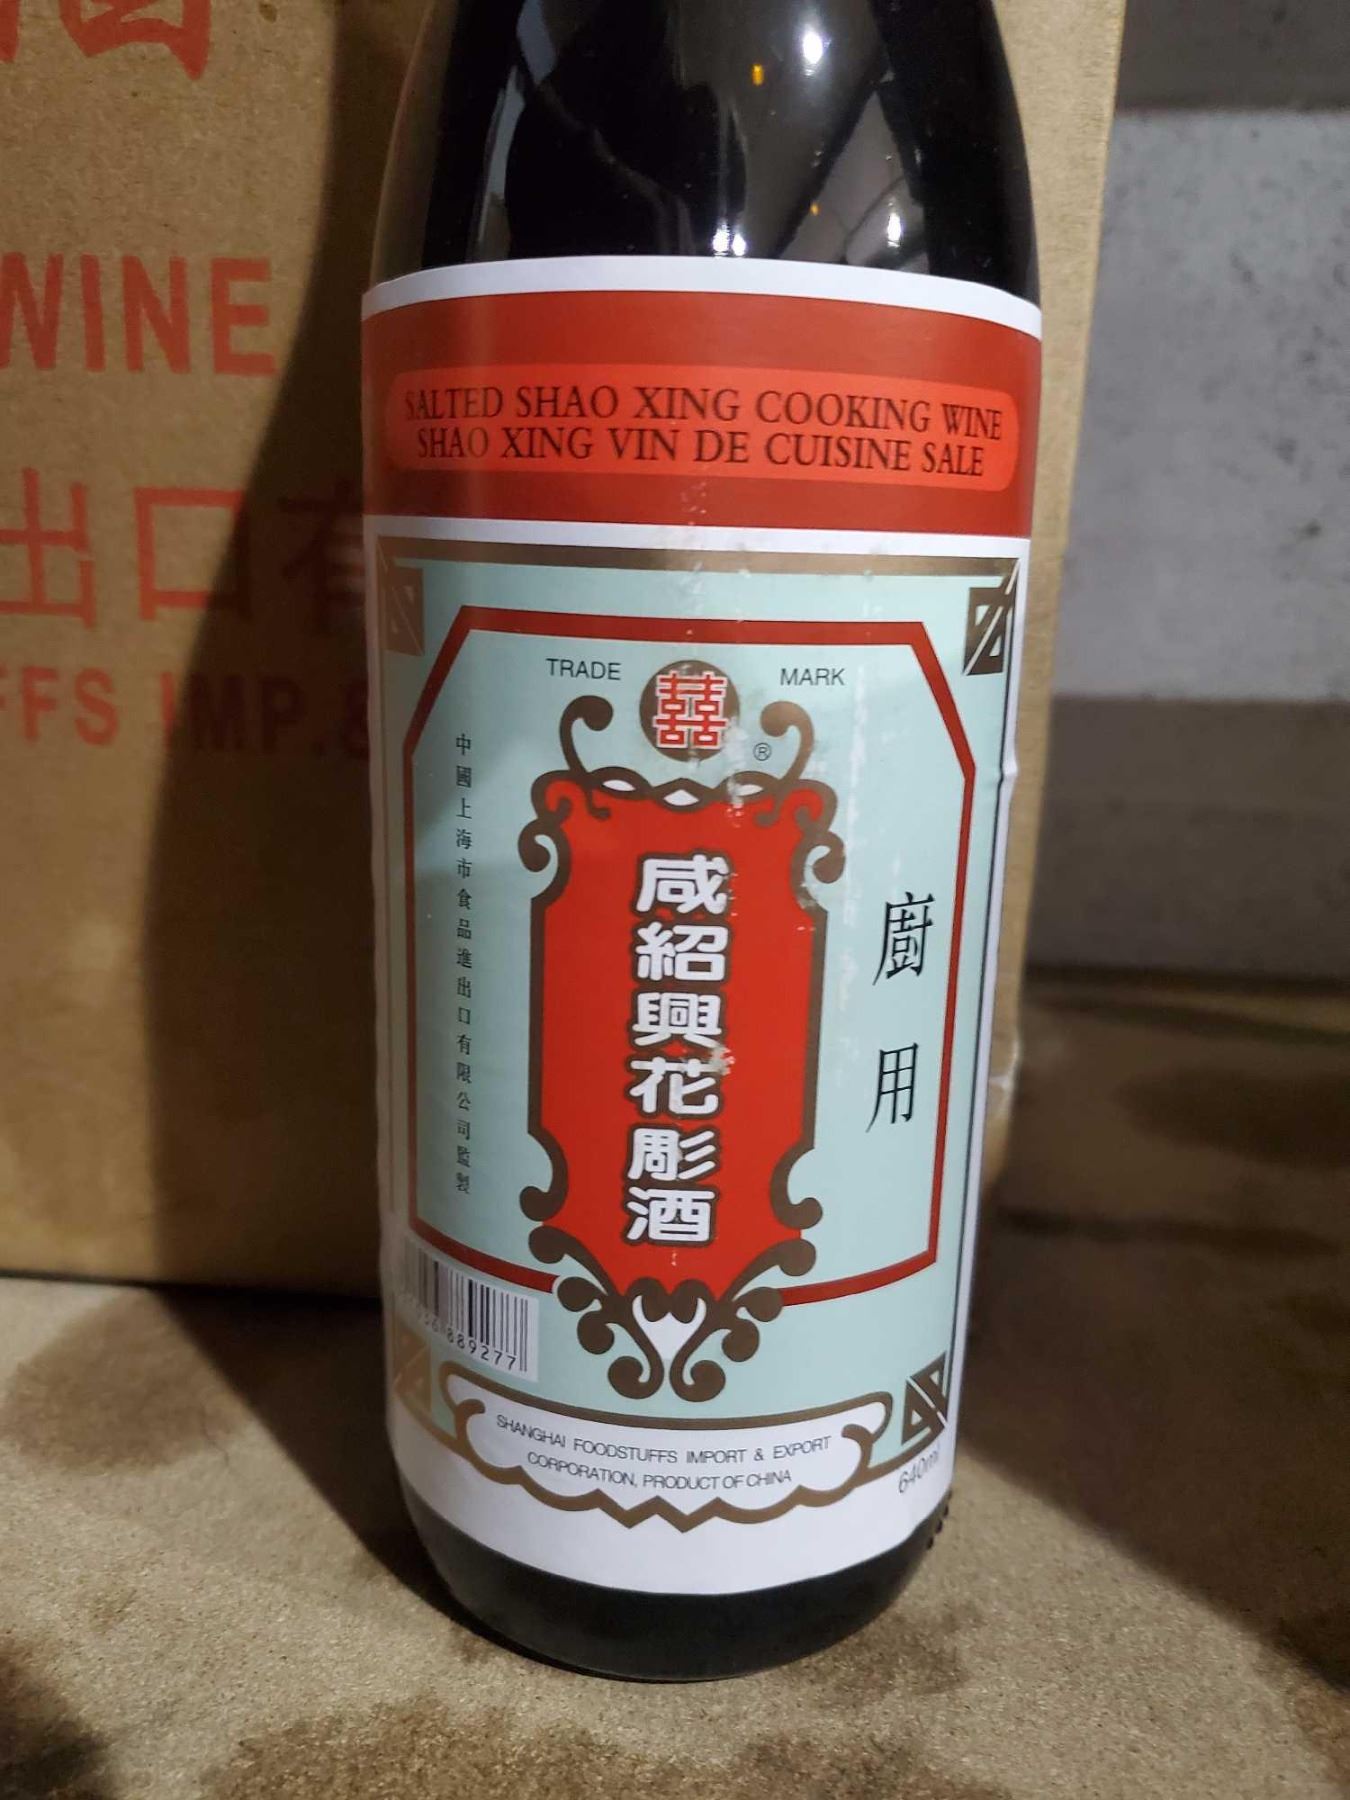 WINE
出口有
FFS IMP.&
SALTED SHAO XING COOKING WINE
SHAO XING VIN DE CUISINE SALE
TRADE 囍 MARK
®
廚用
咸紹興花彫酒
中國上海市食品進出口有限公司監製
889277
SHANGHAI FOODSTUFFS IMPORT & EXPORT
CORPORATION, PRODUCT OF CHINA
640ml